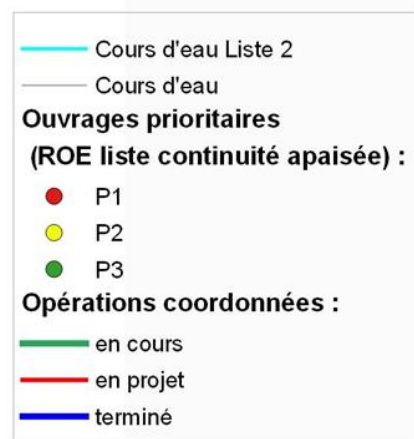 Cours d'eau Liste 2
Cours d'eau
Ouvrages prioritaires
(ROE liste continuité apaisée) :
P1
P2
P3
Opérations coordonnées :
en cours
en projet
terminé